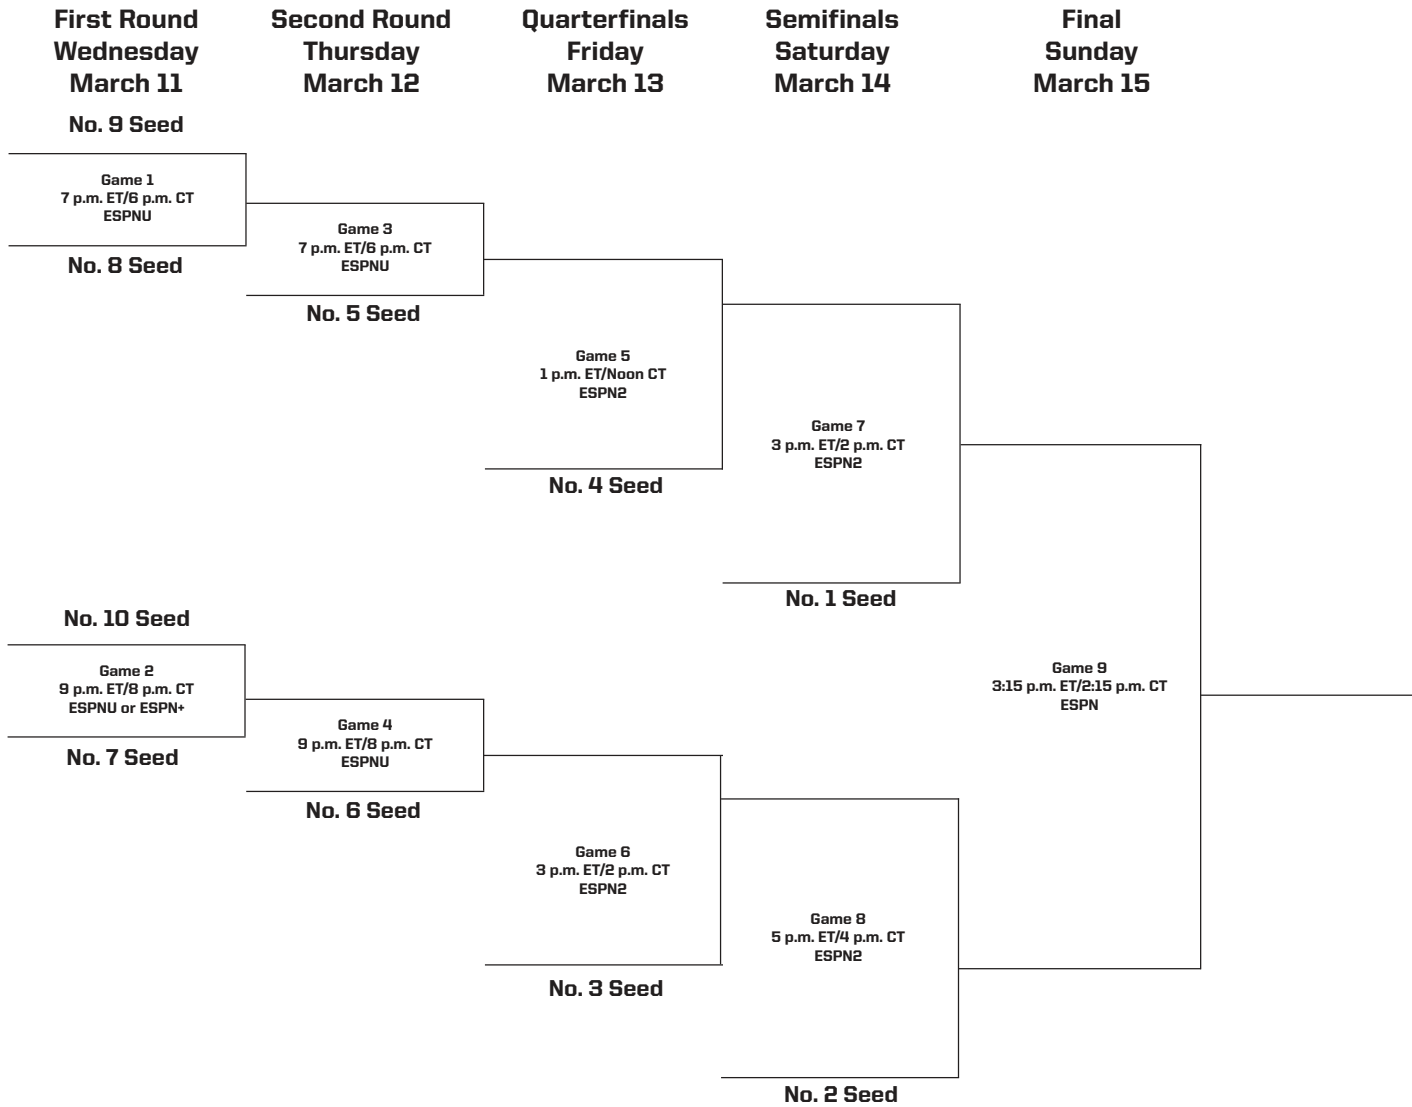 First Round
Wednesday
March 11
Second Round
Thursday
March 12
Quarterfinals
Friday
March 13
Semifinals
Saturday
March 14
Final
Sunday
March 15
No. 9 Seed
Game 1
7 p.m. ET/6 p.m. CT
ESPNU
No. 8 Seed
Game 3
7 p.m. ET/6 p.m. CT
ESPNU
No. 5 Seed
Game 5
1 p.m. ET/Noon CT
ESPN2
No. 4 Seed
Game 7
3 p.m. ET/2 p.m. CT
ESPN2
No. 1 Seed
No. 10 Seed
Game 2
9 p.m. ET/8 p.m. CT
ESPNU or ESPN+
No. 7 Seed
Game 4
9 p.m. ET/8 p.m. CT
ESPNU
No. 6 Seed
Game 6
3 p.m. ET/2 p.m. CT
ESPN2
No. 3 Seed
Game 8
5 p.m. ET/4 p.m. CT
ESPN2
No. 2 Seed
Game 9
3:15 p.m. ET/2:15 p.m. CT
ESPN